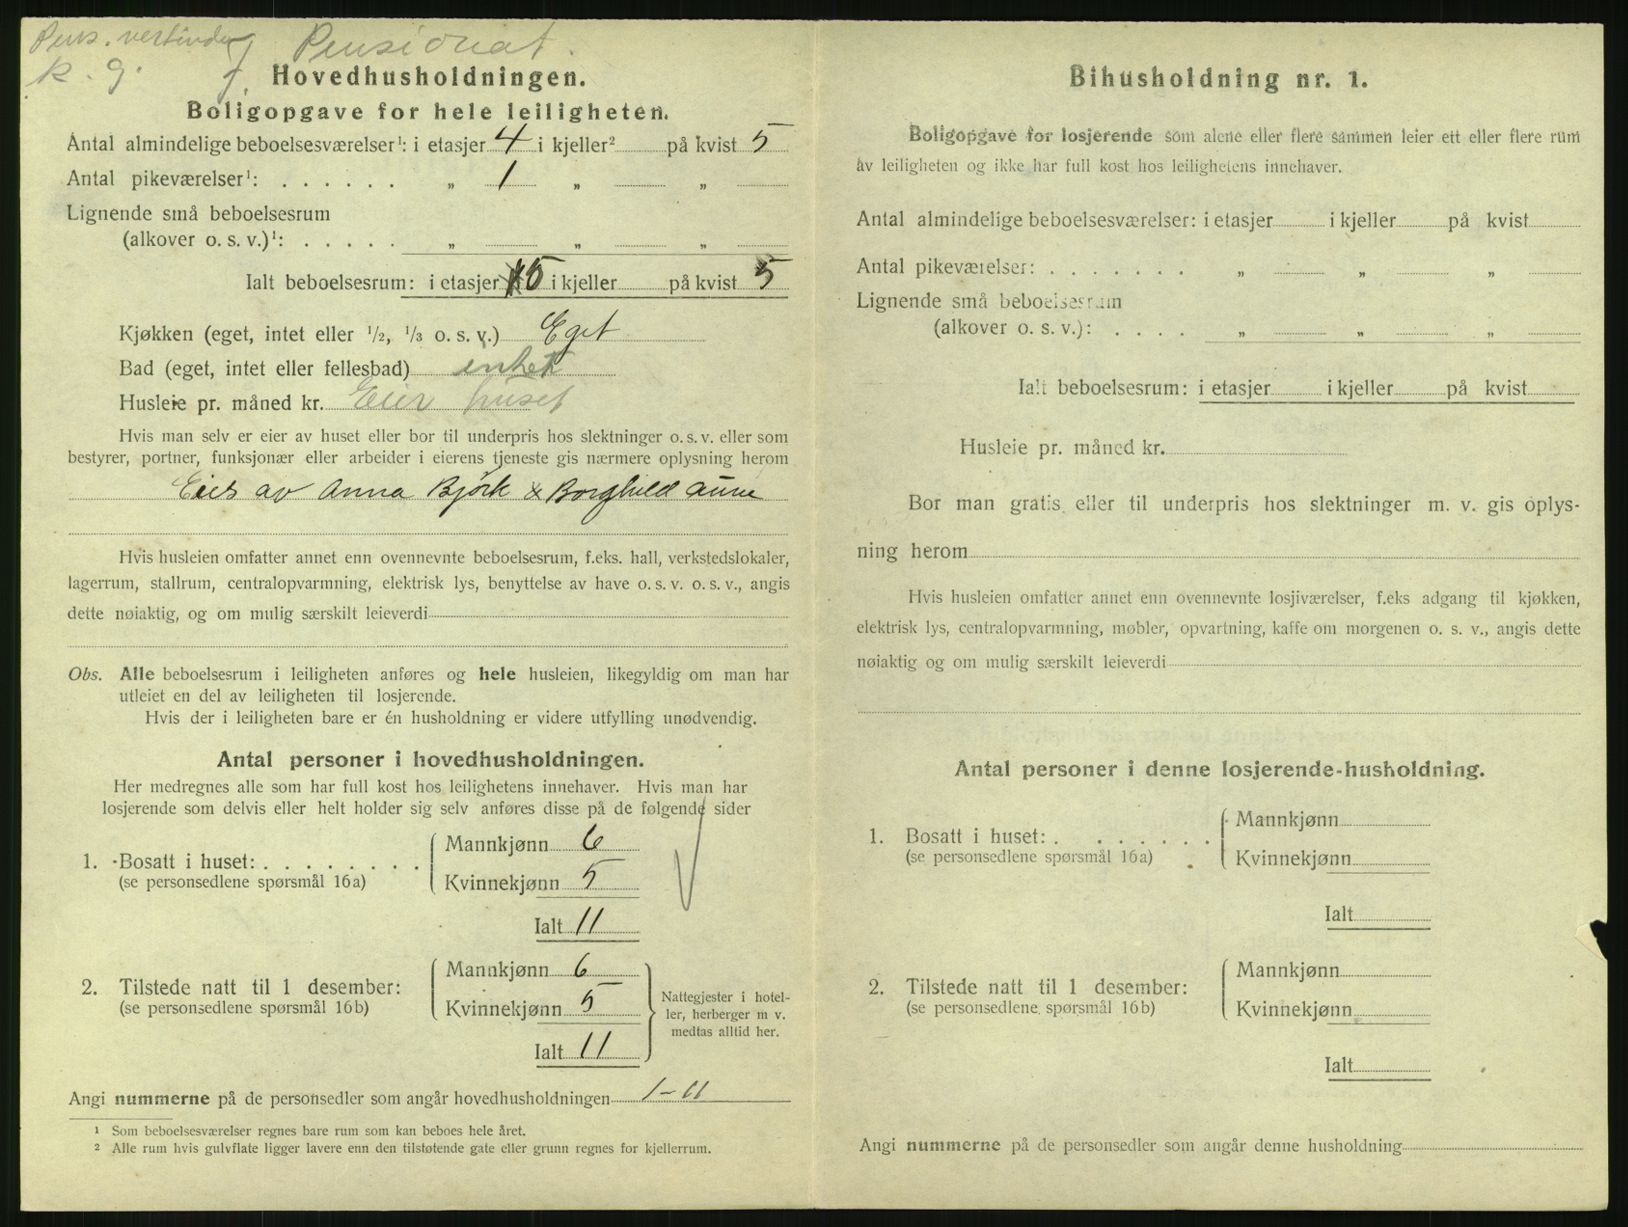 Pens. vertinde
Pensionat.
k. g.
Hovedhusholdningen.
Boligopgave for hele leiligheten.
Antal almindelige beboelsesværelser¹: i etasjer 4 i kjeller² på kvist 5
Antal pikeværelser¹: . . . . . . „ 1 „ „
Lignende små beboelsesrum
(alkover o. s. v.)¹: . . . . . „ „ „
Ialt beboelsesrum: i etasjer 5 i kjeller på kvist 5
Kjøkken (eget, intet eller 1/2, 1/3 o. s. v.) Eget
Bad (eget, intet eller fellesbad) intet
Husleie pr. måned kr. Eier huset
Hvis man selv er eier av huset eller bor til underpris hos slektninger o. s. v. eller som
bestyrer, portner, funksjonær eller arbeider i eierens tjeneste gis nærmere oplysning herom
Eies av Anna Bjørk & Borghild Aune
Hvis husleien omfatter annet enn ovennevnte beboelsesrum, f.eks. hall, verkstedslokaler,
lagerrum, stallrum, centralopvarmning, elektrisk lys, benyttelse av have o. s. v. o. s. v., angis
dette nøiaktig, og om mulig særskilt leieverdi
Obs. Alle beboelsesrum i leiligheten anføres og hele husleien, likegyldig om man har
utleiet en del av leiligheten til losjerende.
Hvis der i leiligheten bare er én husholdning er videre utfylling unødvendig.
Antal personer i hovedhusholdningen.
Her medregnes alle som har full kost hos leilighetens innehaver. Hvis man har
losjerende som delvis eller helt holder sig selv anføres disse på de følgende sider
Mannkjønn 6
1. Bosatt i huset: . . . . . . . .
(se personsedlene spørsmål 16a)
Kvinnekjønn 5
Ialt 11
Mannkjønn 6
2. Tilstede natt til 1 desember:
(se personsedlene spørsmål 16b)
Kvinnekjønn 5
Ialt 11
Nattegjester i hotel-
ler, herberger m v.
medtas alltid her.
Angi nummerne på de personsedler som angår hovedhusholdningen 1-11
¹ Som beboelsesværelser regnes bare rum som kan beboes hele året.
² Alle rum hvis gulvflate ligger lavere enn den tilstøtende gate eller grunn regnes for kjellerrum.
Bihusholdning nr. 1.
Boligopgave for losjerende som alene eller flere sammen leier ett eller flere rum
av leiligheten og ikke har full kost hos leilighetens innehaver.
Antal almindelige beboelsesværelser: i etasjer i kjeller på kvist
Antal pikeværelser: . . . . . . . „ „ „
Lignende små beboelsesrum
(alkover o. s. v.): . . . . „ „ „
Ialt beboelsesrum: i etasjer i kjeller på kvist
Husleie pr. måned kr.
Bor man gratis eller til underpris hos slektninger m. v. gis oplys-
ning herom
Hvis husleien omfatter annet enn ovennevnte losjiværelser, f.eks adgang til kjøkken,
elektrisk lys, centralopvarmning, møbler, opvartning, kaffe om morgenen o. s. v., angis dette
nøiaktig og om mulig særskilt leieverdi
Antal personer i denne losjerende-husholdning.
Mannkjønn
1. Bosatt i huset: . . . . . . .
(se personsedlene spørsmål 16a)
Kvinnekjønn
Ialt
Mannkjønn
2. Tilstede natt til 1 desember:
(se personsedlene spørsmål 16b)
Kvinnekjønn
Ialt
Angi nummerne på de personsedler som angår denne husholdning